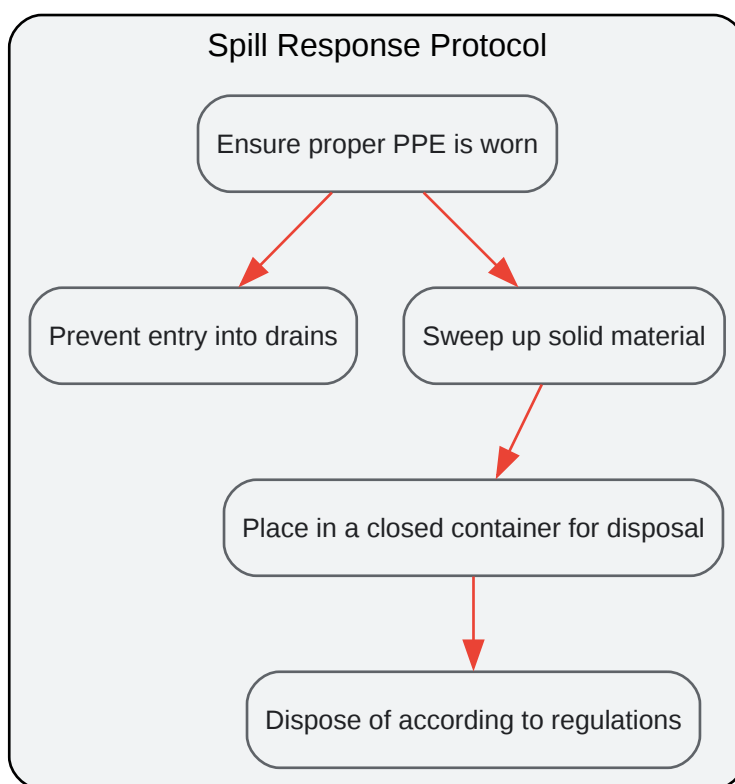 Spill Response Protocol
Ensure proper PPE is worn
Prevent entry into drains
Sweep up solid material
Place in a closed container for disposal
Dispose of according to regulations